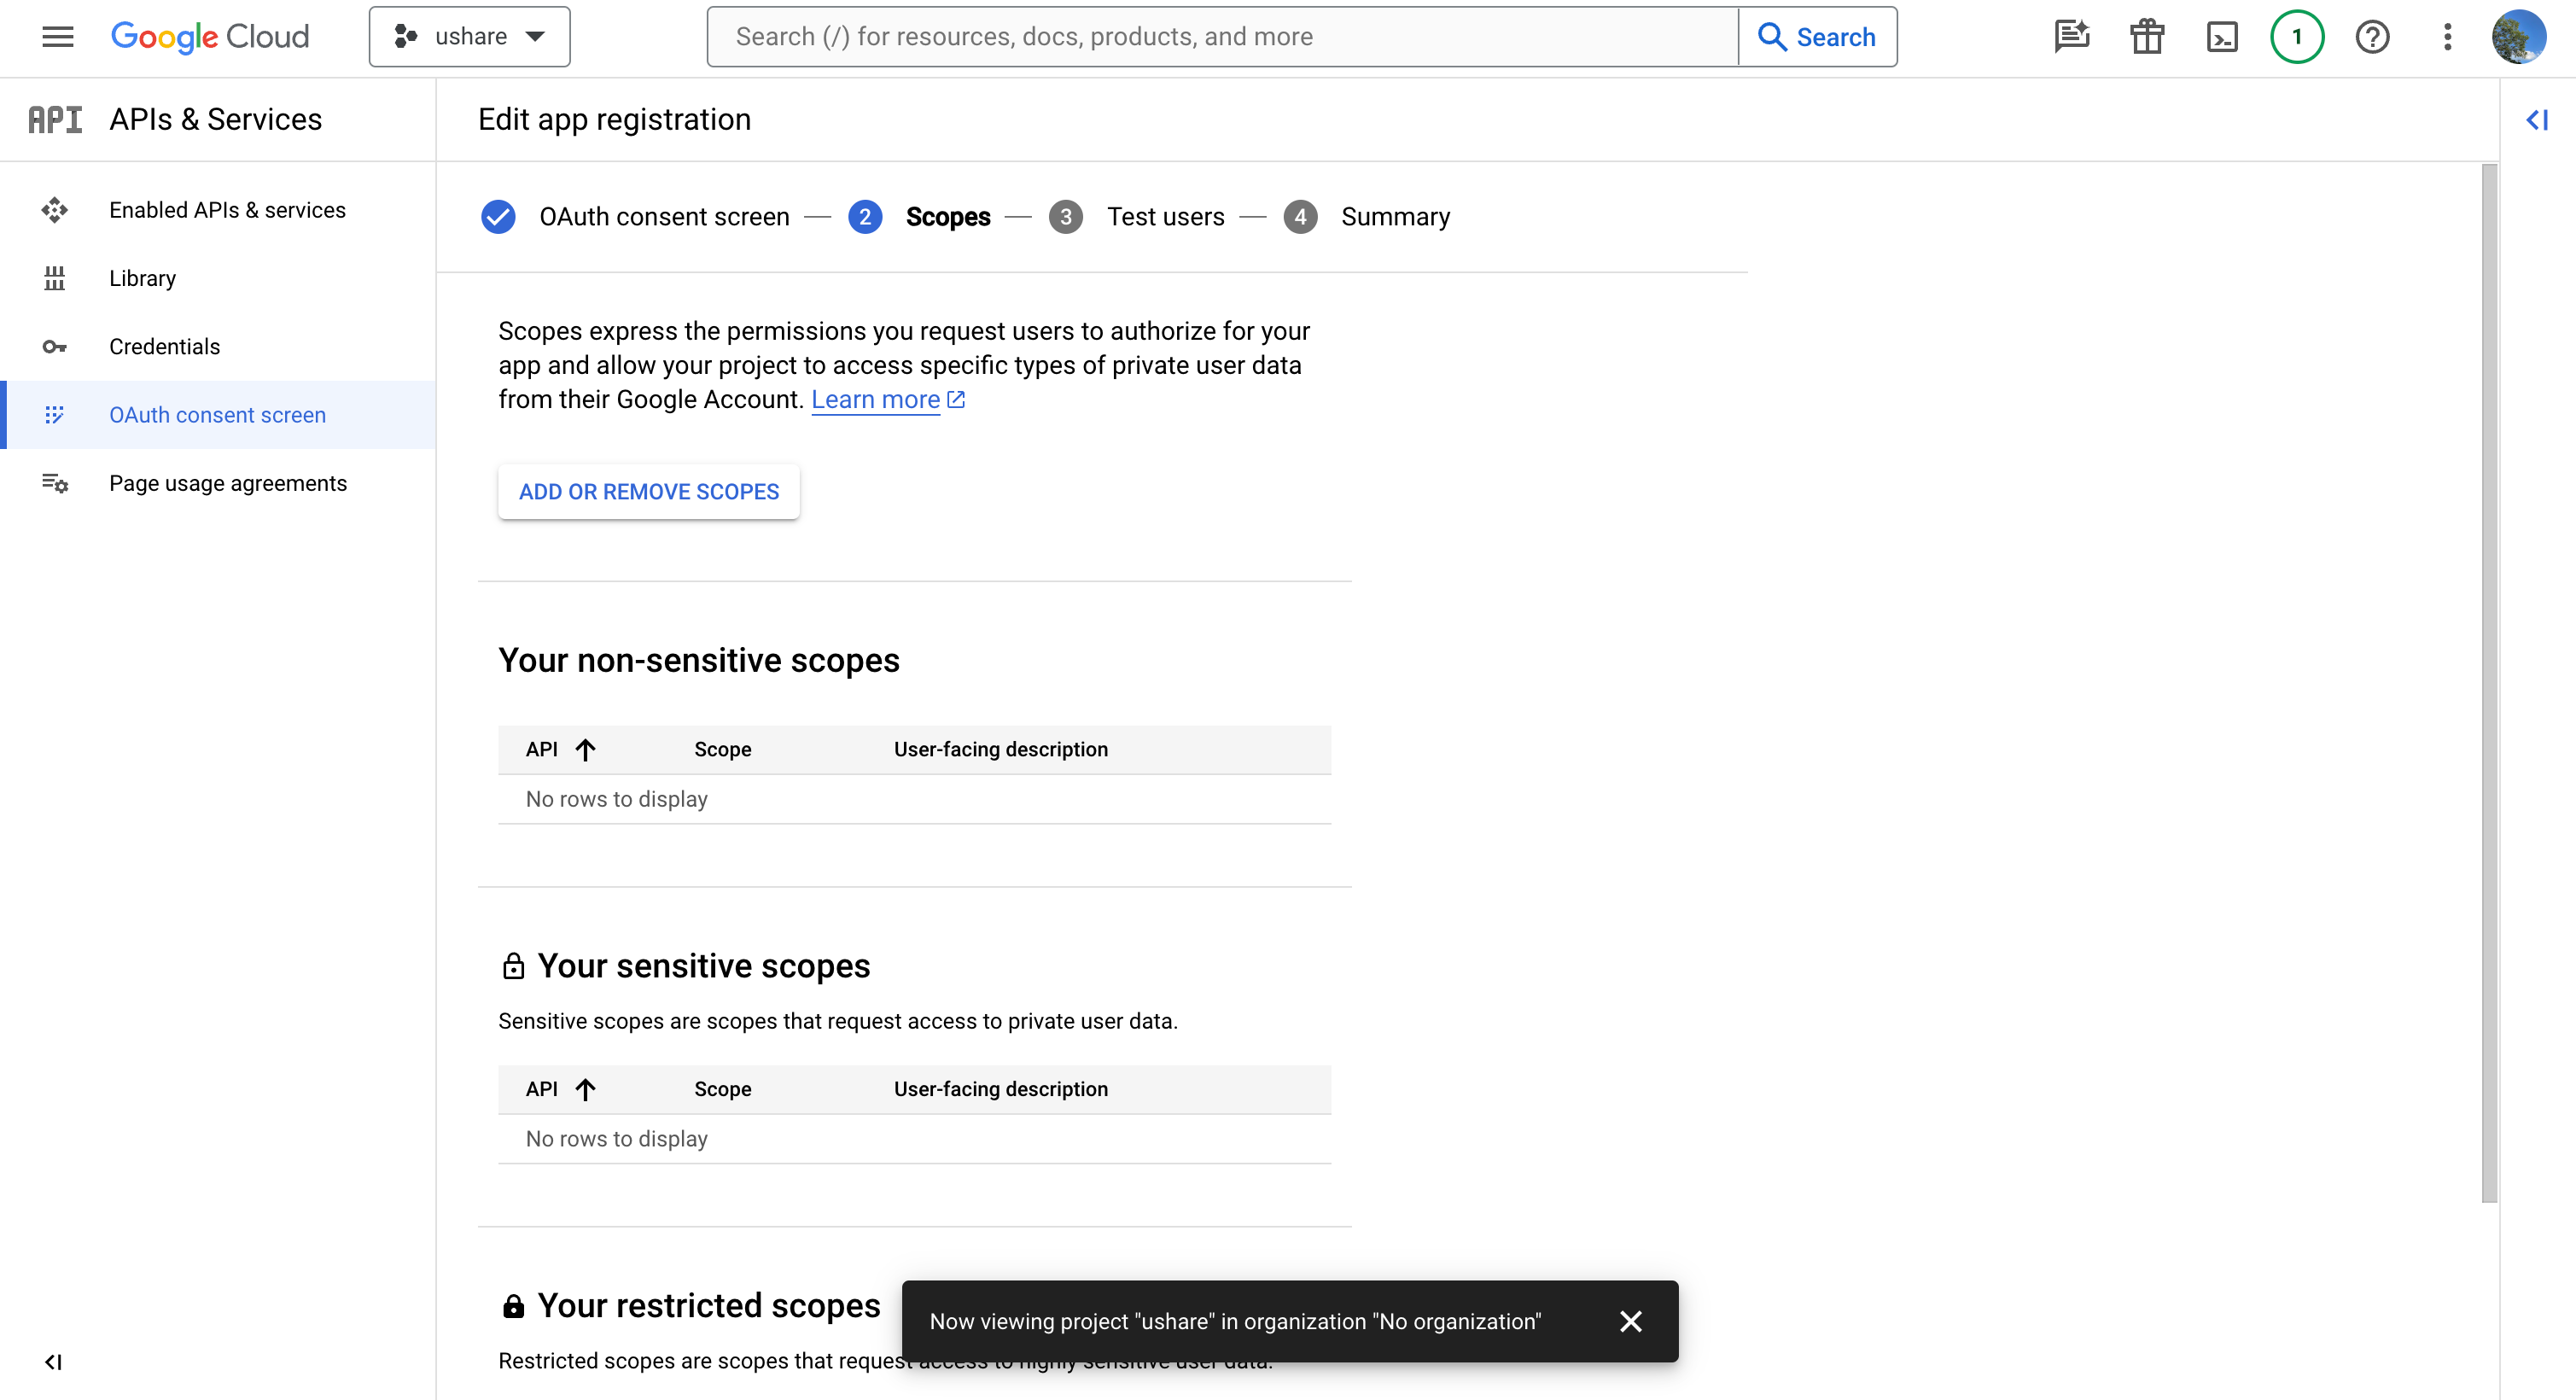 Google Cloud
ushare
Search (/) for resources, docs, products, and more
Search
1
API
APIs & Services
Edit app registration
Enabled APIs & services
Library
Credentials
OAuth consent screen
Page usage agreements
OAuth consent screen
2
Scopes
3
Test users
4
Summary
Scopes express the permissions you request users to authorize for your
app and allow your project to access specific types of private user data
from their Google Account. Learn more
ADD OR REMOVE SCOPES
Your non-sensitive scopes
API Scope User-facing description
No rows to display
Your sensitive scopes
Sensitive scopes are scopes that request access to private user data.
API Scope User-facing description
No rows to display
Your restricted scopes
Now viewing project "ushare" in organization "No organization"
Restricted scopes are scopes that request access to highly sensitive user data.